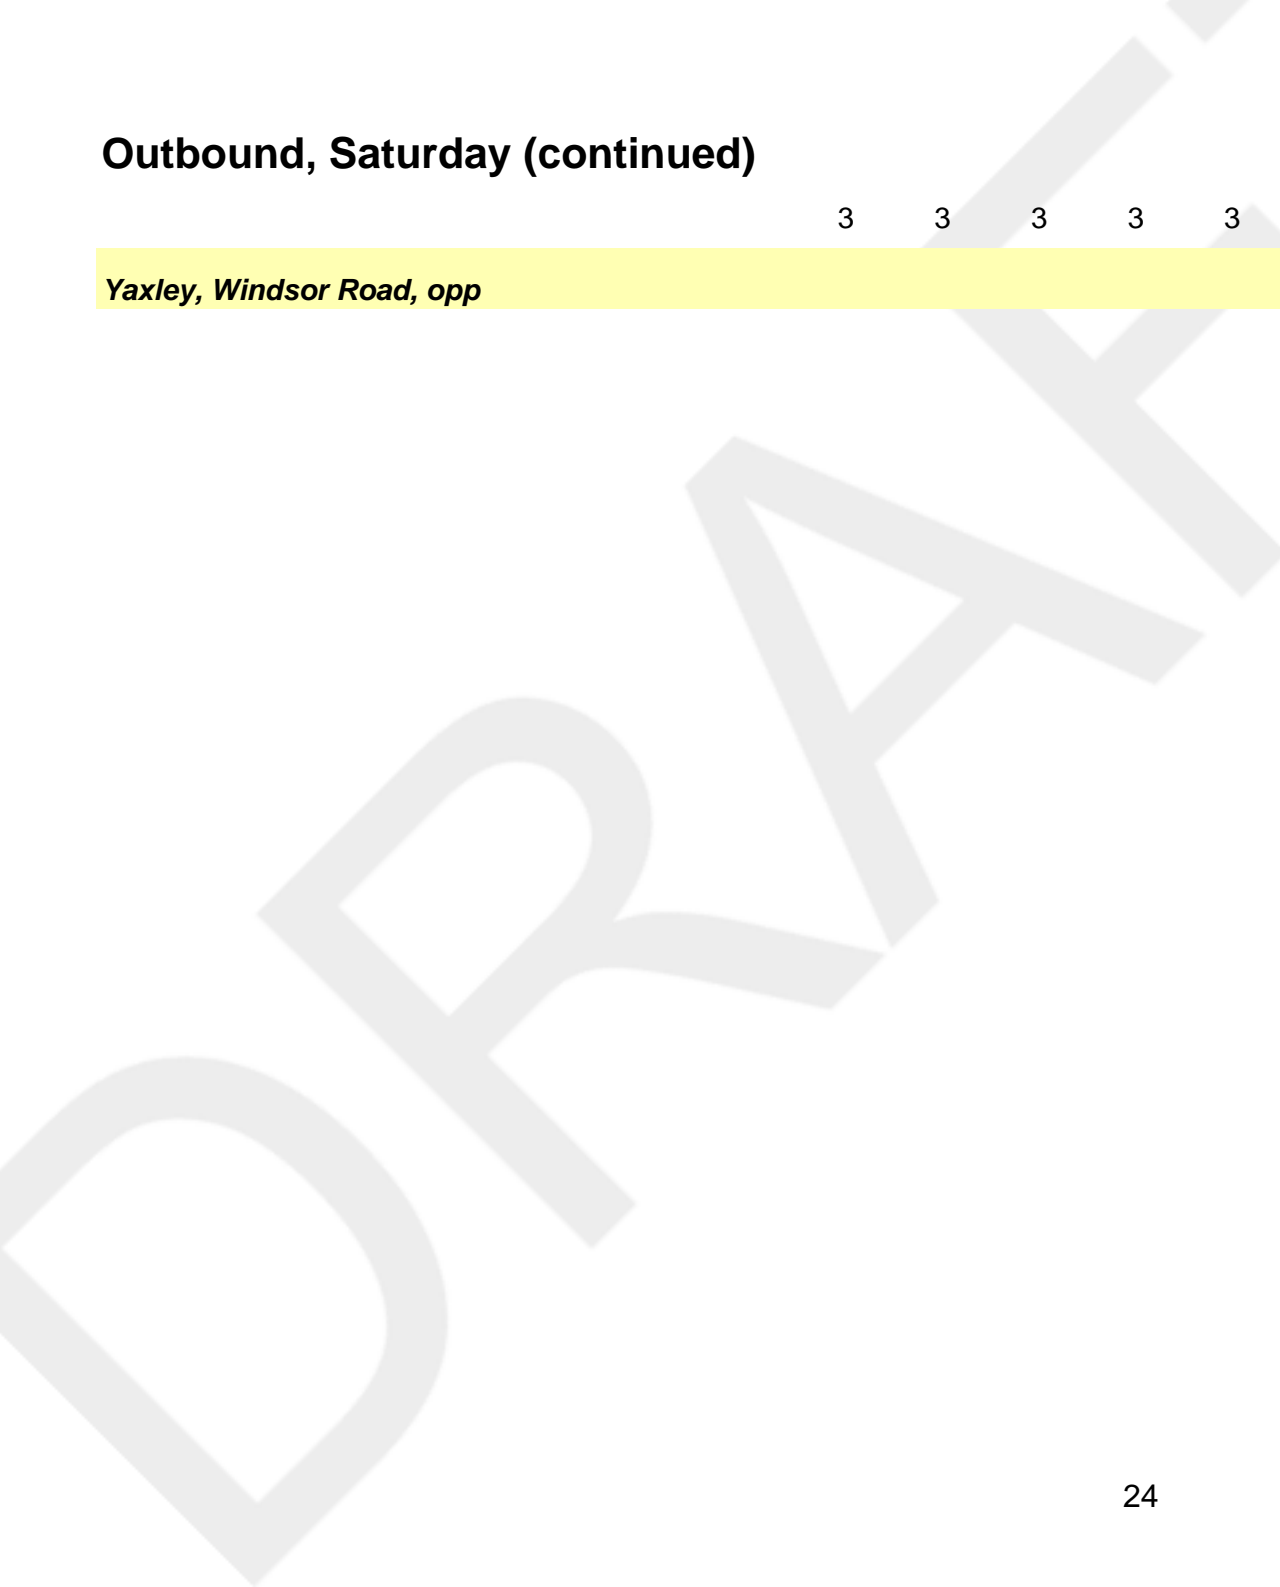 Outbound, Saturday (continued)
3 3 3 3 3
Yaxley, Windsor Road, opp
24
DRAFT